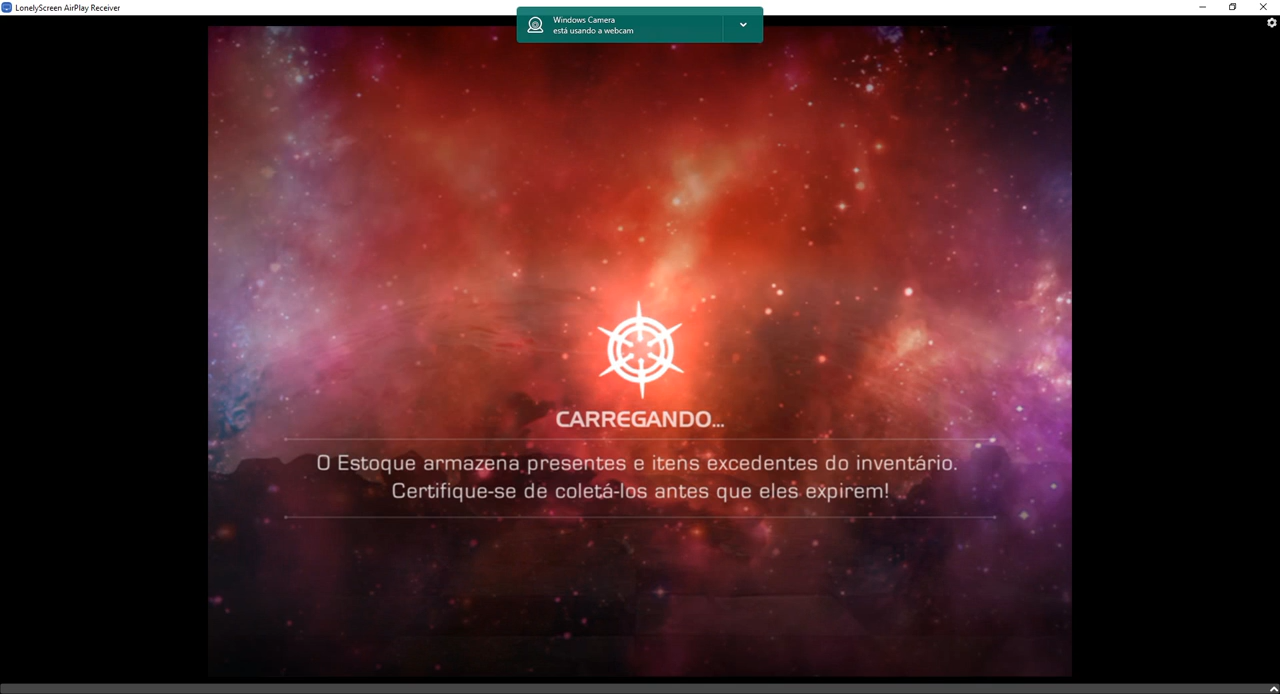 LonelyScreen AirPlay Receiver
Windows Camera
está usando a webcam
CARREGANDO...
O Estoque armazena presentes e itens excedentes do inventário.
Certifique-se de coletá-los antes que eles expirem!